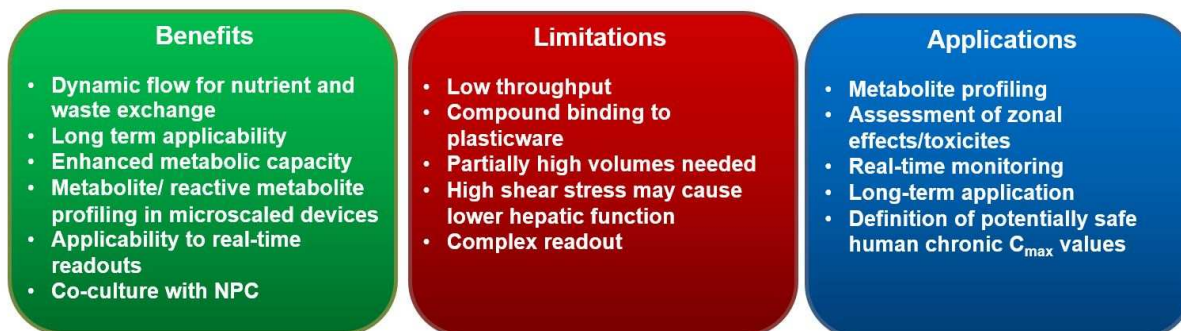 Benefits
• Dynamic flow for nutrient and
waste exchange
• Long term applicability
• Enhanced metabolic capacity
• Metabolite/ reactive metabolite
profiling in microscaled devices
• Applicability to real-time
readouts
• Co-culture with NPC
Limitations
• Low throughput
• Compound binding to
plasticware
• Partially high volumes needed
• High shear stress may cause
lower hepatic function
• Complex readout
Applications
• Metabolite profiling
• Assessment of zonal
effects/toxicites
• Real-time monitoring
• Long-term application
• Definition of potentially safe
human chronic Cmax values